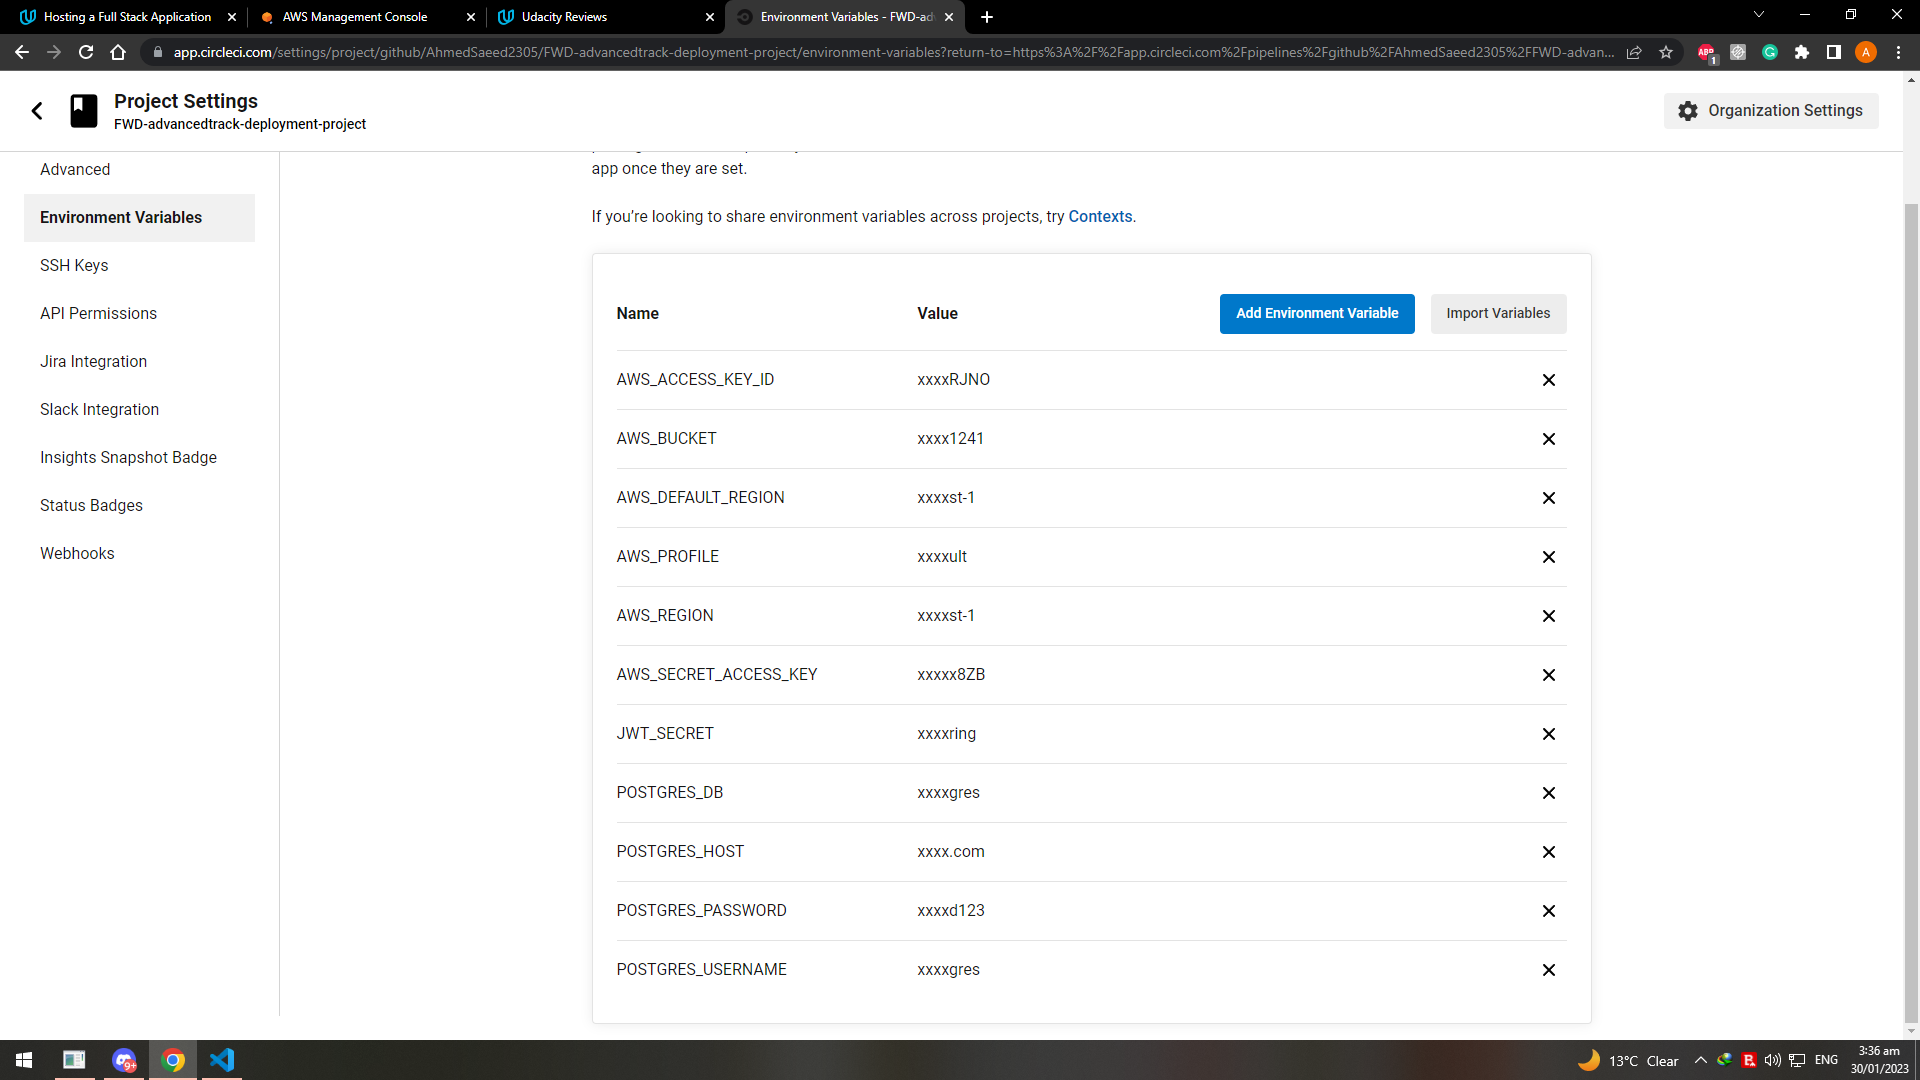 Hosting a Full Stack Application
AWS Management Console
Udacity Reviews
Environment Variables - FWD-ad
app.circleci.com/settings/project/github/AhmedSaeed2305/FWD-advancedtrack-deployment-project/environment-variables?return-to=https%3A%2F%2Fapp.circleci.com%2Fpipelines%2Fgithub%2FAhmedSaeed2305%2FFWD-advan...
ABP
1
A
Project Settings
FWD-advancedtrack-deployment-project
Organization Settings
Advanced
Environment Variables
SSH Keys
API Permissions
Jira Integration
Slack Integration
Insights Snapshot Badge
Status Badges
Webhooks
app once they are set.
If you’re looking to share environment variables across projects, try Contexts.
Name Value Add Environment Variable Import Variables
AWS_ACCESS_KEY_ID xxxxRJNO
AWS_BUCKET xxxx1241
AWS_DEFAULT_REGION xxxxst-1
AWS_PROFILE xxxxult
AWS_REGION xxxxst-1
AWS_SECRET_ACCESS_KEY xxxxx8ZB
JWT_SECRET xxxxring
POSTGRES_DB xxxxgres
POSTGRES_HOST xxxx.com
POSTGRES_PASSWORD xxxxd123
POSTGRES_USERNAME xxxxgres
9+
13°C Clear
ENG
3:36 am
30/01/2023